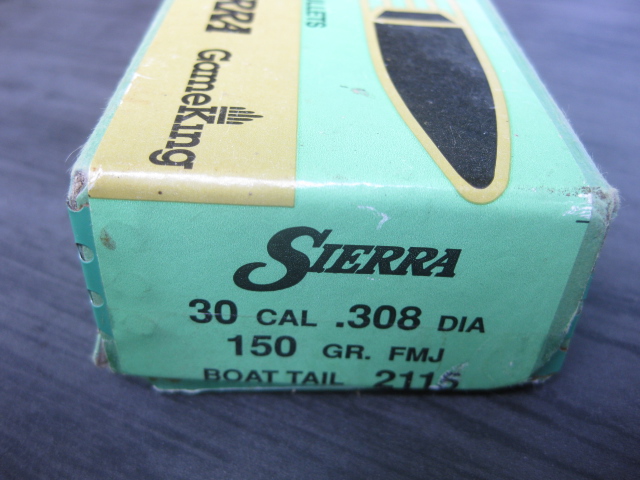 GameKing
SIERRA
30 CAL .308 DIA
150 GR. FMJ
BOAT TAIL 2115